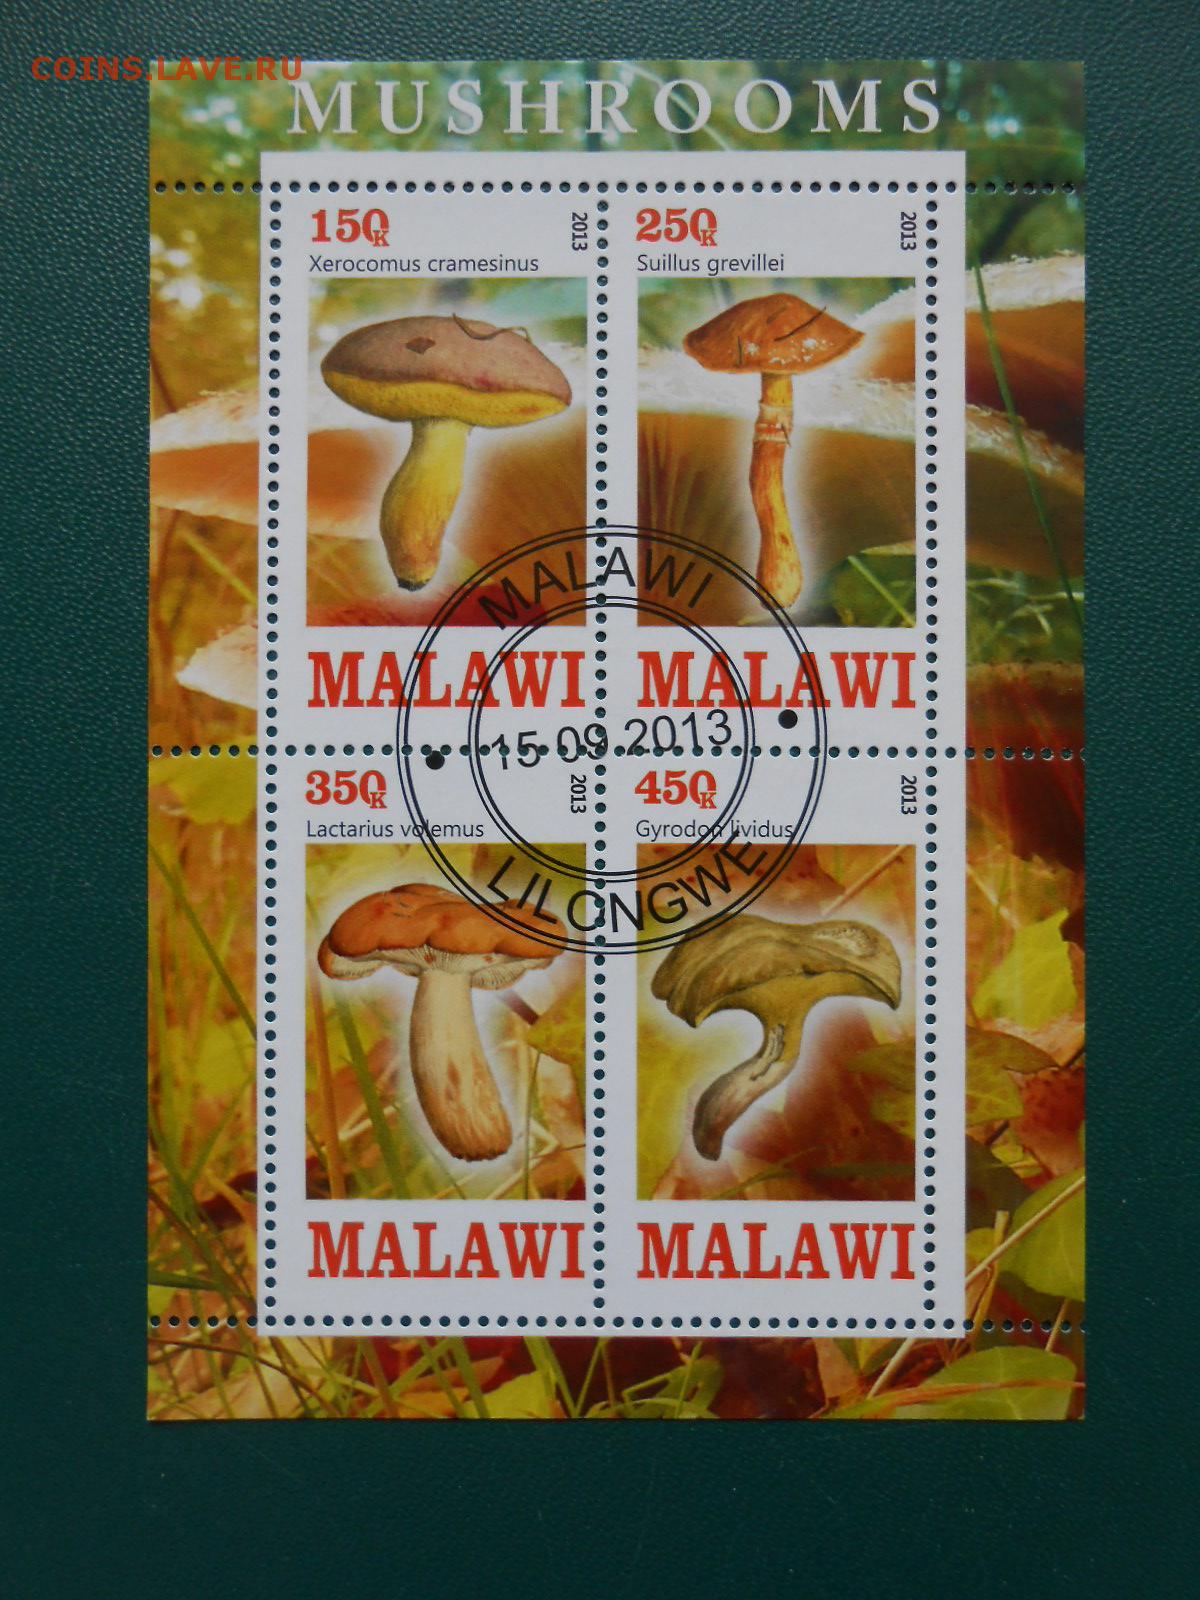 COINS.LAVE.RU
MUSHROOMS
150K 2013
Xerocomus cramesinus
MALAWI
250K 2013
Suillus grevillei
MALAWI
MALAWI
15-09-2013
LILONGWE
350K 2013
Lactarius volemus
MALAWI
450K 2013
Gyrodon lividus
MALAWI